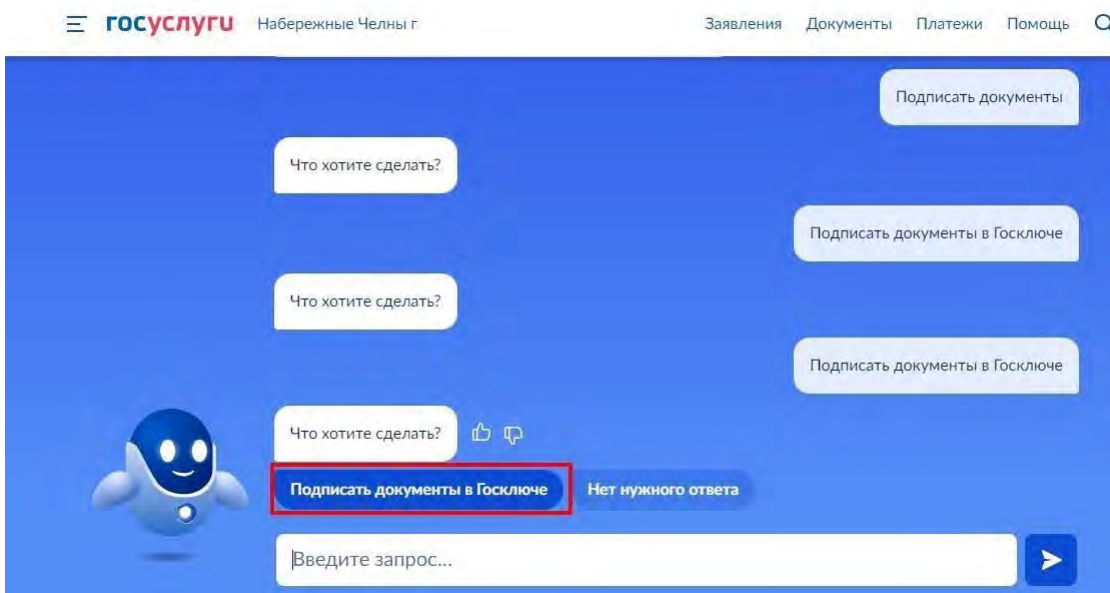 госуслуги
Набережные Челны г
Заявления Документы Платежи Помощь
Подписать документы
Что хотите сделать?
Подписать документы в Госключе
Что хотите сделать?
Подписать документы в Госключе
Что хотите сделать?
Подписать документы в Госключе
Нет нужного ответа
Введите запрос...